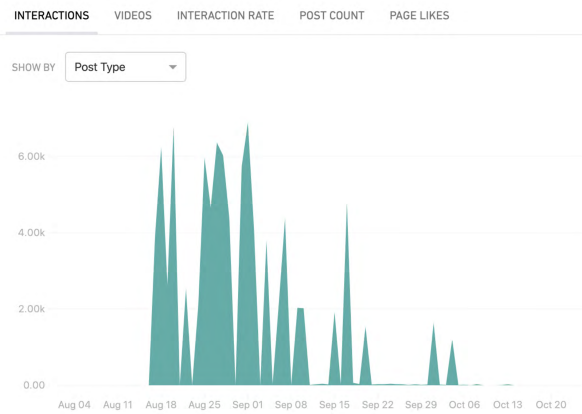 INTERACTIONS VIDEOS INTERACTION RATE POST COUNT PAGE LIKES
SHOW BY Post Type
6.00k
4.00k
2.00k
0.00
Aug 04 Aug 11 Aug 18 Aug 25 Sep 01 Sep 08 Sep 15 Sep 22 Sep 29 Oct 06 Oct 13 Oct 20